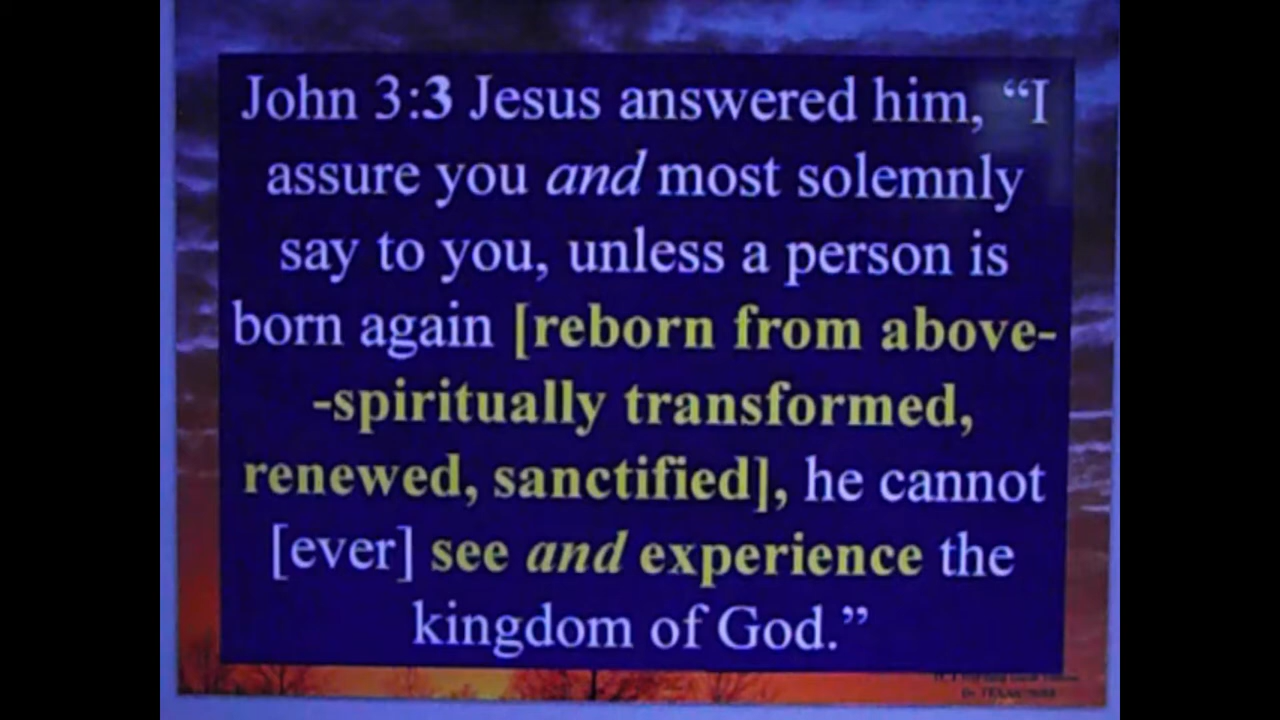 John 3:3 Jesus answered him, “I
assure you and most solemnly
say to you, unless a person is
born again [reborn from above-
-spiritually transformed,
renewed, sanctified], he cannot
[ever] see and experience the
kingdom of God.”